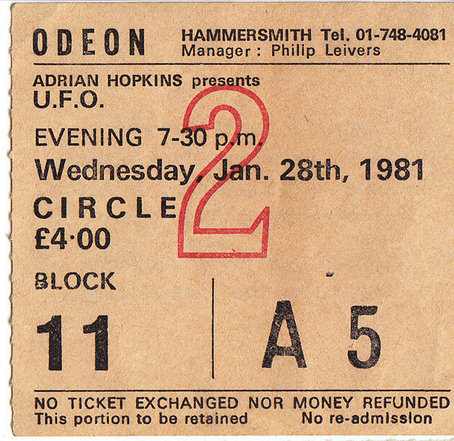 ODEON HAMMERSMITH Tel. 01-748-4081
Manager : Philip Leivers
ADRIAN HOPKINS presents
U.F.O.
2
EVENING 7-30 p.m.
Wednesday, Jan. 28th, 1981
CIRCLE
£4·00
BLOCK
11 A 5
NO TICKET EXCHANGED NOR MONEY REFUNDED
This portion to be retained No re-admission